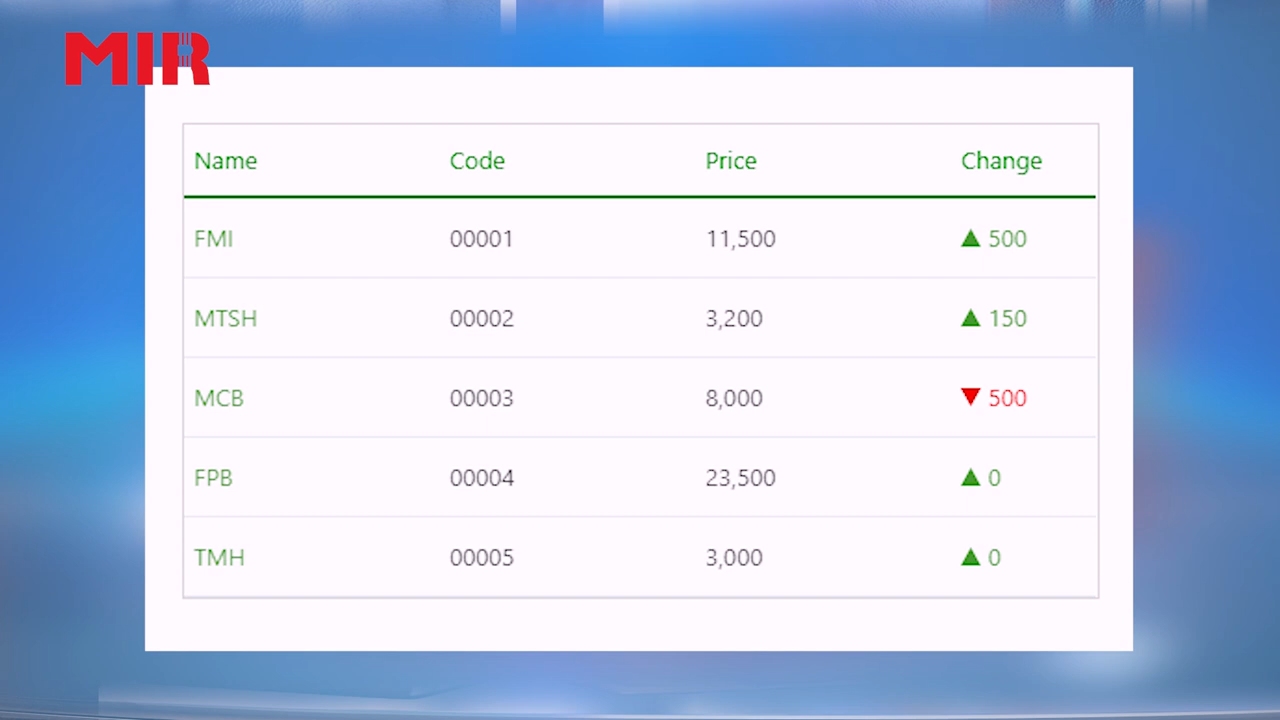 MIR
Name Code Price Change
FMI 00001 11,500 ▲ 500
MTSH 00002 3,200 ▲ 150
MCB 00003 8,000 ▼ 500
FPB 00004 23,500 ▲ 0
TMH 00005 3,000 ▲ 0